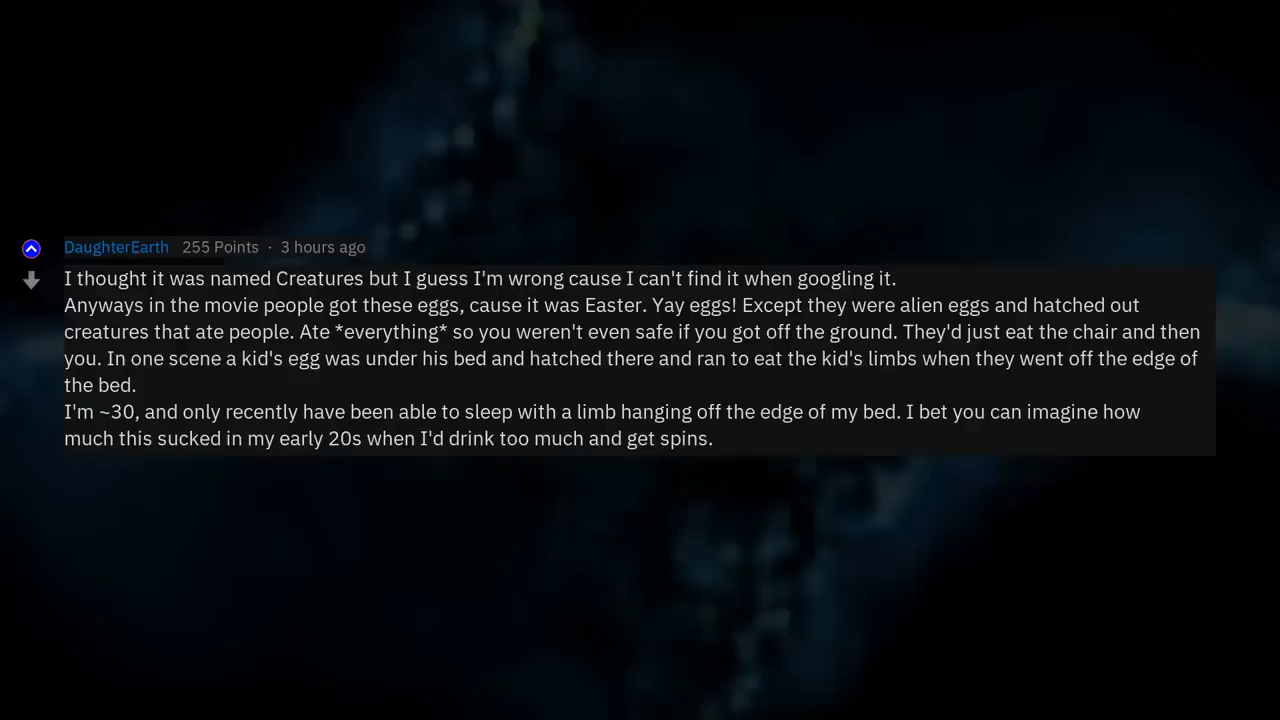 DaughterEarth 255 Points · 3 hours ago
I thought it was named Creatures but I guess I'm wrong cause I can't find it when googling it.
Anyways in the movie people got these eggs, cause it was Easter. Yay eggs! Except they were alien eggs and hatched out
creatures that ate people. Ate *everything* so you weren't even safe if you got off the ground. They'd just eat the chair and then
you. In one scene a kid's egg was under his bed and hatched there and ran to eat the kid's limbs when they went off the edge of
the bed.
I'm ~30, and only recently have been able to sleep with a limb hanging off the edge of my bed. I bet you can imagine how
much this sucked in my early 20s when I'd drink too much and get spins.